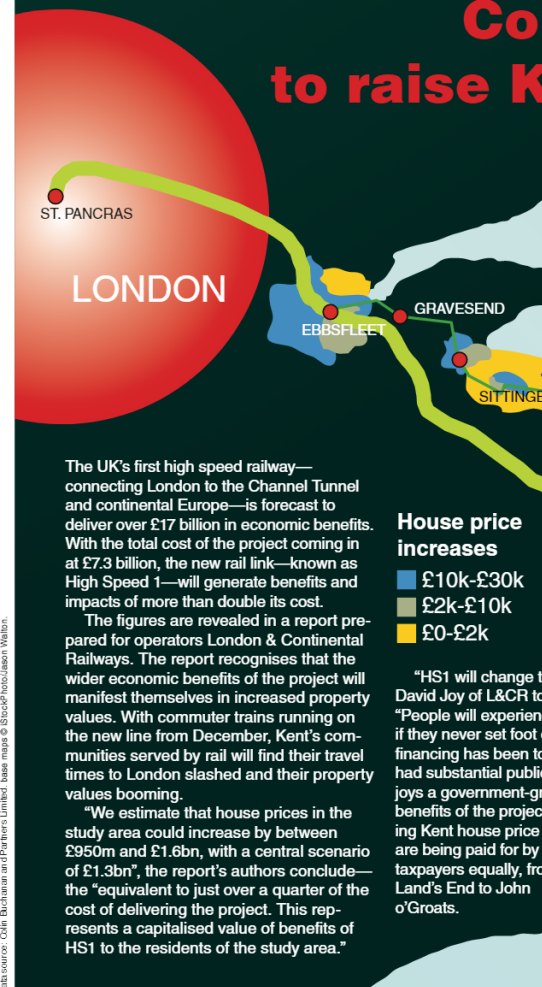 Co
to raise K
ST. PANCRAS
LONDON
GRAVESEND
EBBSFLEET
SITTINGE
The UK's first high speed railway—
connecting London to the Channel Tunnel
and continental Europe—is forecast to
deliver over £17 billion in economic benefits.
With the total cost of the project coming in
at £7.3 billion, the new rail link—known as
High Speed 1—will generate benefits and
impacts of more than double its cost.
The figures are revealed in a report pre-
pared for operators London & Continental
Railways. The report recognises that the
wider economic benefits of the project will
manifest themselves in increased property
values. With commuter trains running on
the new line from December, Kent's com-
munities served by rail will find their travel
times to London slashed and their property
values booming.
"We estimate that house prices in the
study area could increase by between
£950m and £1.6bn, with a central scenario
of £1.3bn", the report's authors conclude—
the "equivalent to just over a quarter of the
cost of delivering the project. This rep-
resents a capitalised value of benefits of
HS1 to the residents of the study area."
House price
increases
£10k-£30k
£2k-£10k
£0-£2k
"HS1 will change t
David Joy of L&CR to
"People will experien
if they never set foot
financing has been to
had substantial public
joys a government-g
benefits of the projec
ing Kent house price
are being paid for by
taxpayers equally, fro
Land's End to John
o'Groats.
ata source: Colin Buchanan and Partners Limited. base maps © iStockPhoto/Jason Walton.